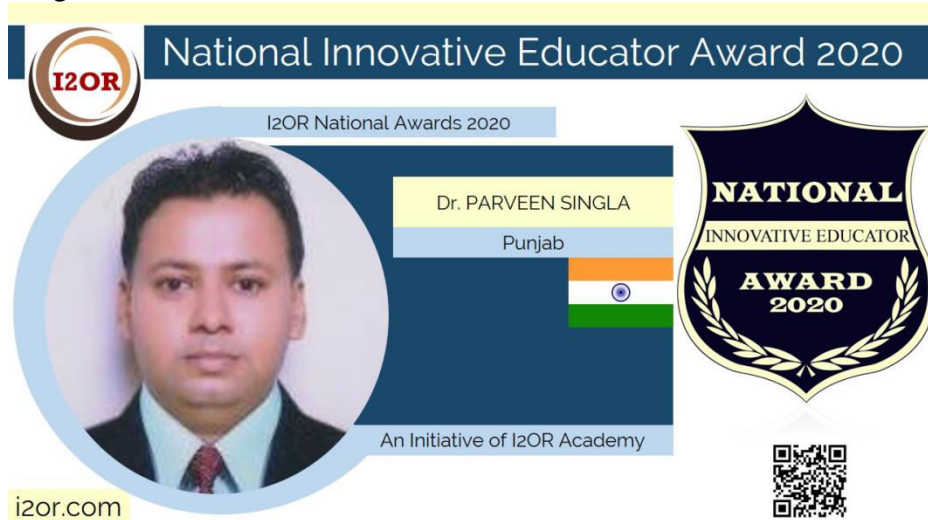 I2OR
National Innovative Educator Award 2020
I2OR National Awards 2020
Dr. PARVEEN SINGLA
Punjab
An Initiative of I2OR Academy
NATIONAL
INNOVATIVE EDUCATOR
AWARD
2020
i2or.com